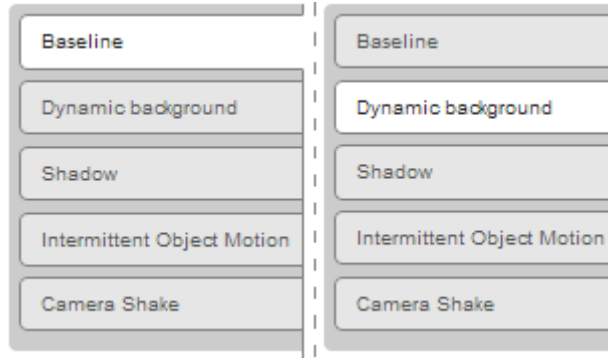 Baseline
Dynamic background
Shadow
Intermittent Object Motion
Camera Shake
Baseline
Dynamic background
Shadow
Intermittent Object Motion
Camera Shake